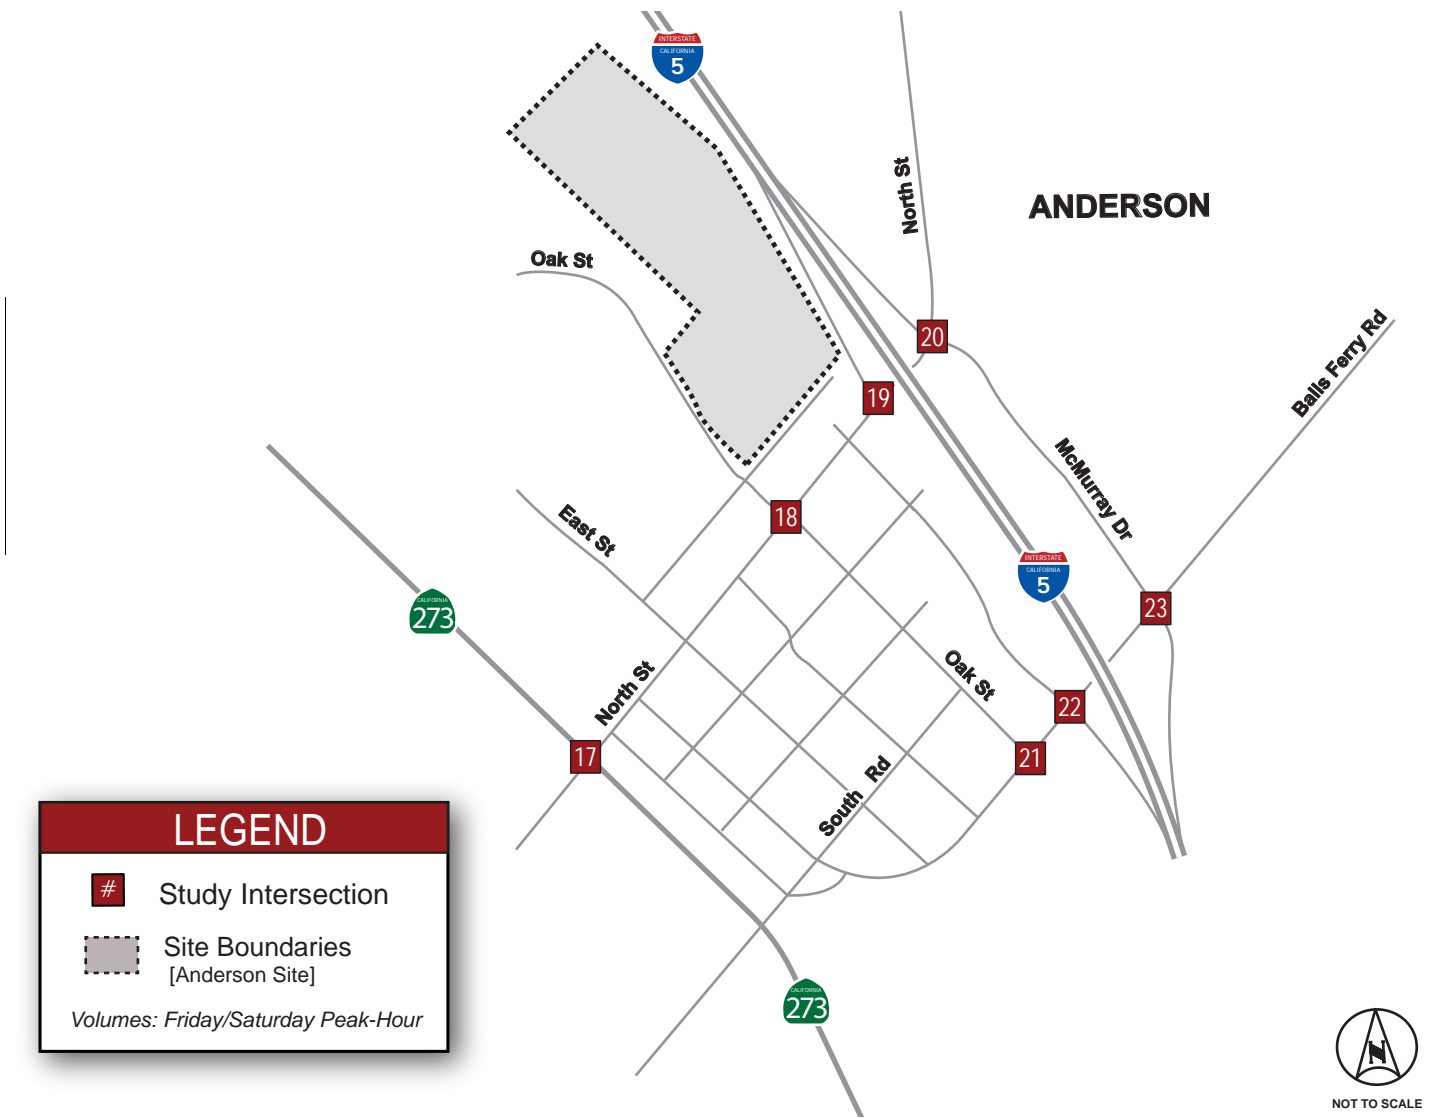 INTERSTATE
CALIFORNIA
5
North St
ANDERSON
Oak St
20
Balls Ferry Rd
19
McMurray Dr
18
East St
INTERSTATE
CALIFORNIA
5
CALIFORNIA
273
23
North St
Oak St
22
17
21
South Rd
LEGEND
# Study Intersection
Site Boundaries
[Anderson Site]
Volumes: Friday/Saturday Peak-Hour
CALIFORNIA
273
N
NOT TO SCALE